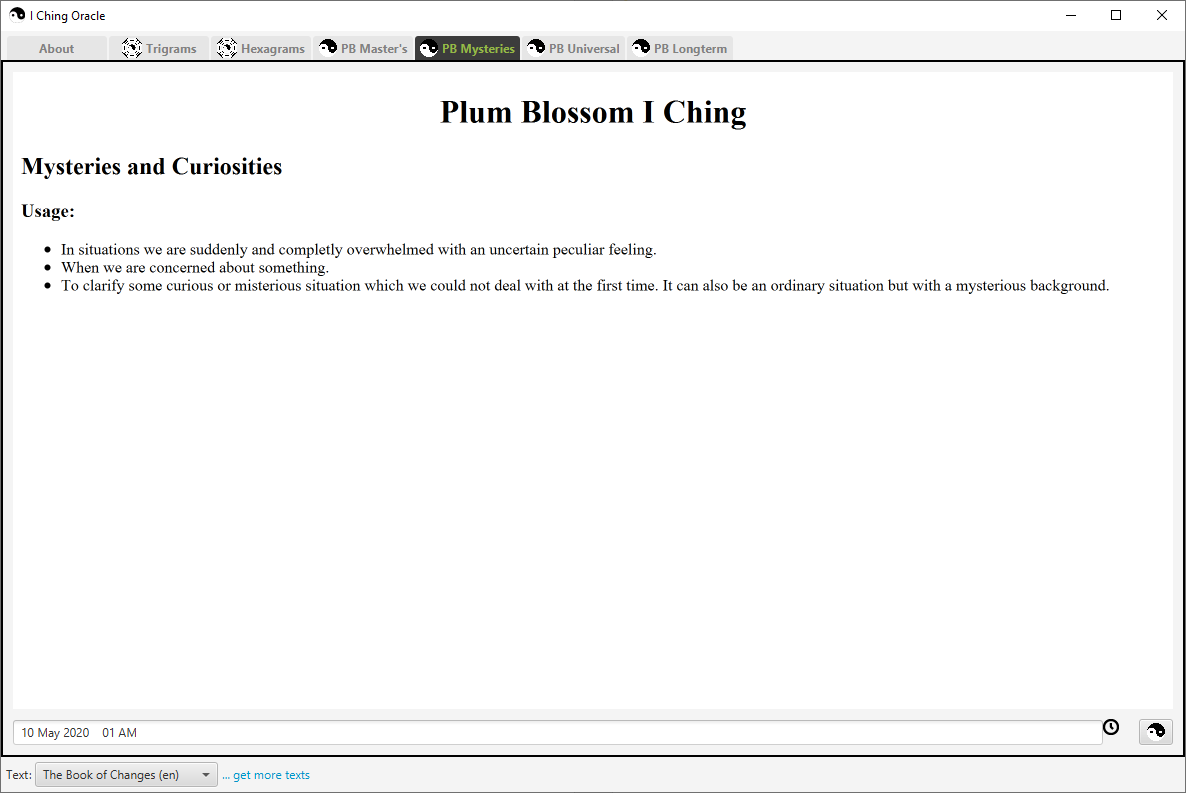 I Ching Oracle
About Trigrams Hexagrams PB Master's PB Mysteries PB Universal PB Longterm
Plum Blossom I Ching
Mysteries and Curiosities
Usage:
In situations we are suddenly and completly overwhelmed with an uncertain peculiar feeling.
When we are concerned about something.
To clarify some curious or misterious situation which we could not deal with at the first time. It can also be an ordinary situation but with a mysterious background.
10 May 2020 01 AM
Text: The Book of Changes (en) ... get more texts